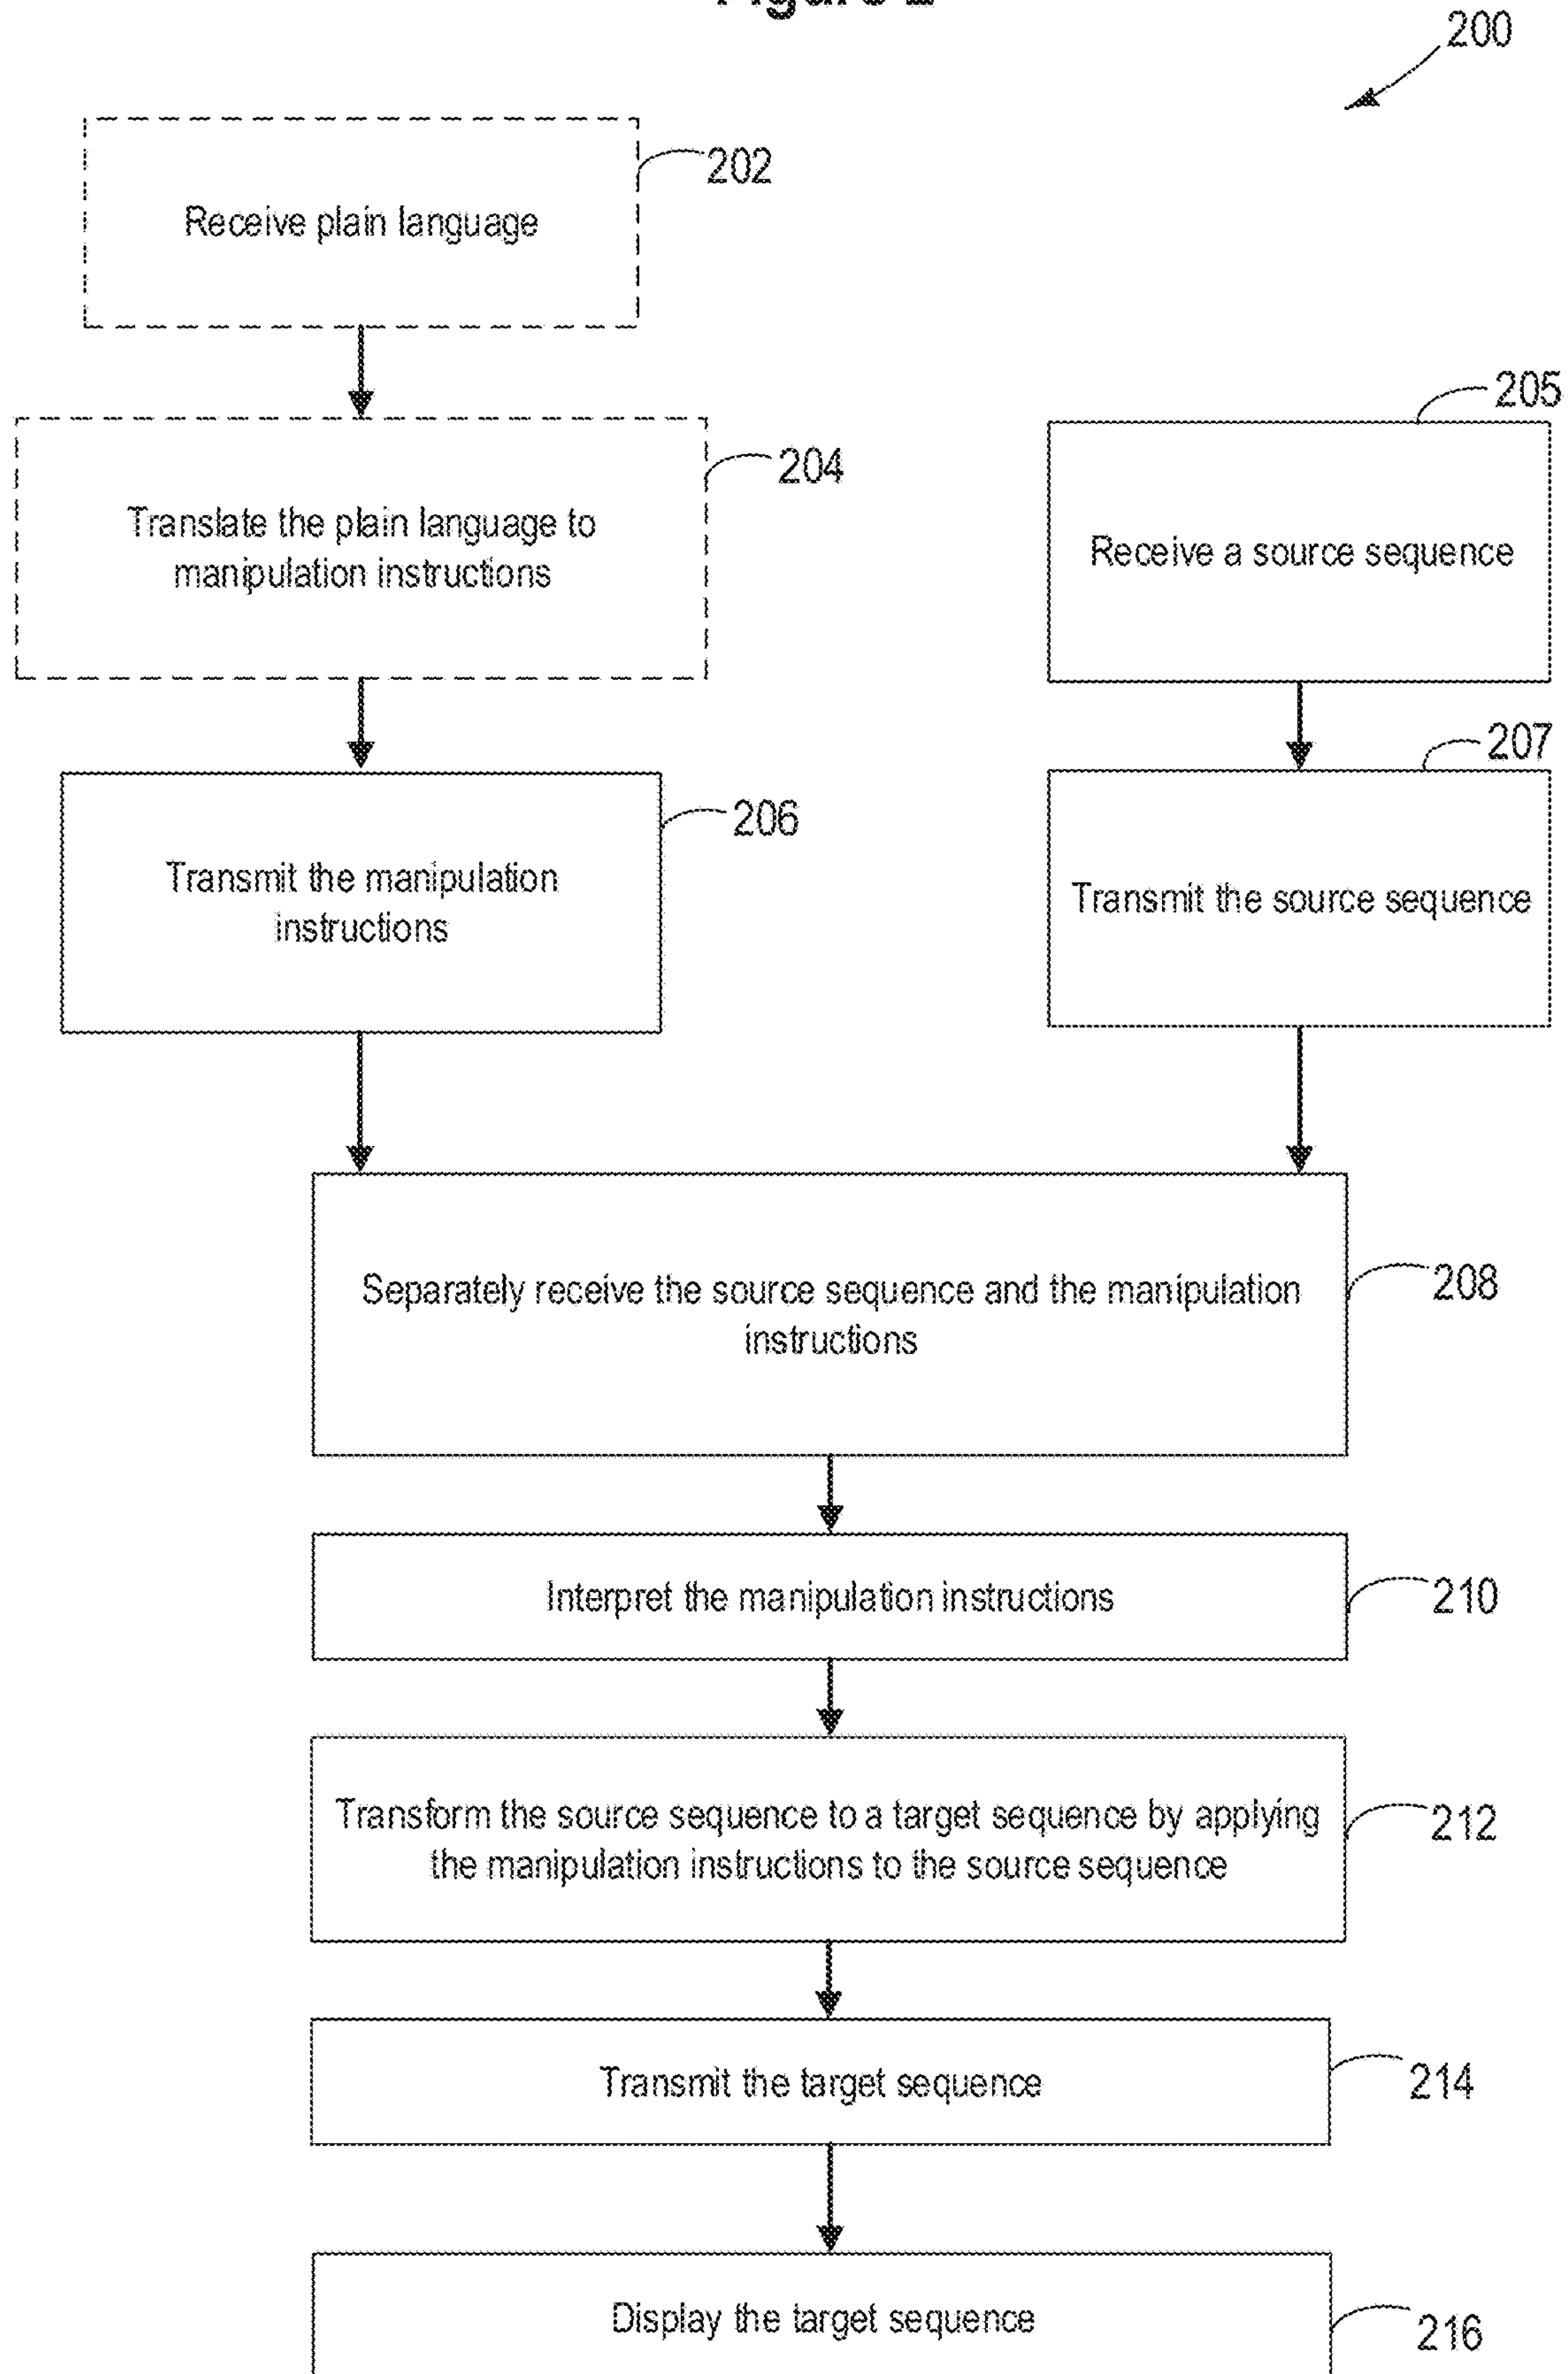 Figure 2
200
202
Receive plain language
204
Translate the plain language to
manipulation instructions
205
Receive a source sequence
206
Transmit the manipulation
instructions
207
Transmit the source sequence
208
Separately receive the source sequence and the manipulation
instructions
210
Interpret the manipulation instructions
212
Transform the source sequence to a target sequence by applying
the manipulation instructions to the source sequence
214
Transmit the target sequence
216
Display the target sequence